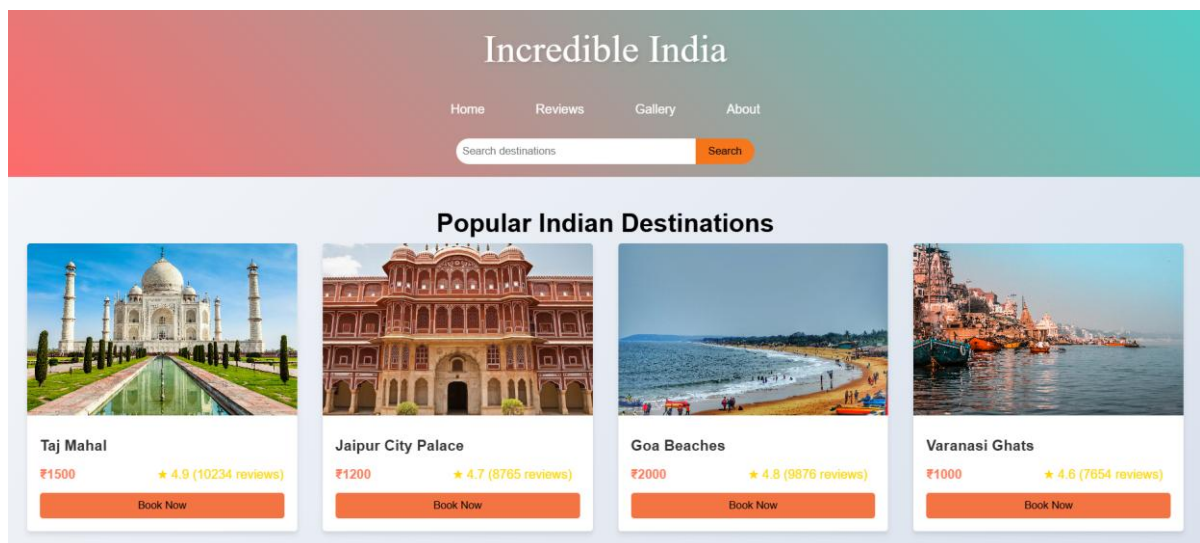 Incredible India
Home Reviews Gallery About
Search destinations Search
Popular Indian Destinations
Taj Mahal
₹1500 ★ 4.9 (10234 reviews)
Book Now
Jaipur City Palace
₹1200 ★ 4.7 (8765 reviews)
Book Now
Goa Beaches
₹2000 ★ 4.8 (9876 reviews)
Book Now
Varanasi Ghats
₹1000 ★ 4.6 (7654 reviews)
Book Now